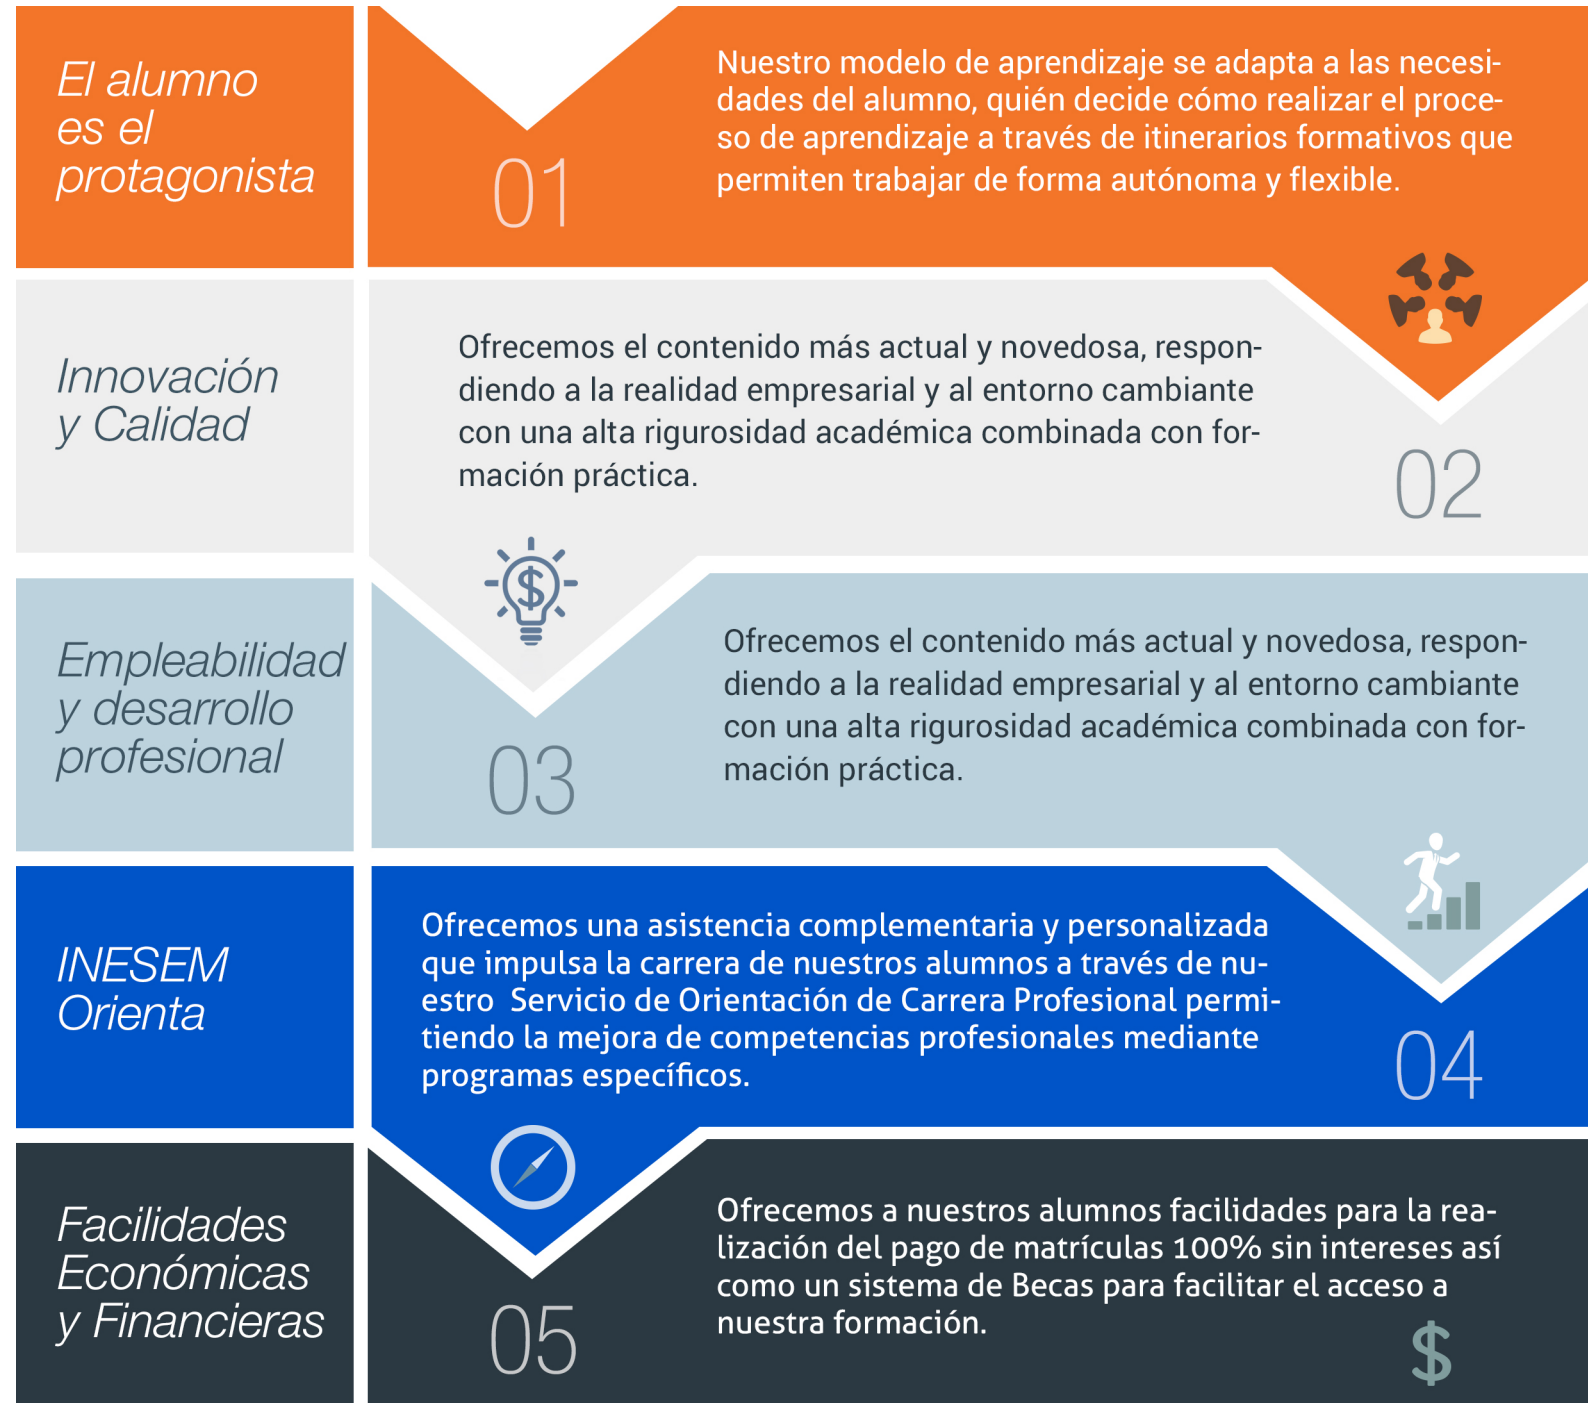 El alumno
es el
protagonista
01
Nuestro modelo de aprendizaje se adapta a las necesi-
dades del alumno, quién decide cómo realizar el proce-
so de aprendizaje a través de itinerarios formativos que
permiten trabajar de forma autónoma y flexible.
Innovación
y Calidad
Ofrecemos el contenido más actual y novedosa, respon-
diendo a la realidad empresarial y al entorno cambiante
con una alta rigurosidad académica combinada con for-
mación práctica.
02
$
Empleabilidad
y desarrollo
profesional
03
Ofrecemos el contenido más actual y novedosa, respon-
diendo a la realidad empresarial y al entorno cambiante
con una alta rigurosidad académica combinada con for-
mación práctica.
INESEM
Orienta
Ofrecemos una asistencia complementaria y personalizada
que impulsa la carrera de nuestros alumnos a través de nu-
estro  Servicio de Orientación de Carrera Profesional permi-
tiendo la mejora de competencias profesionales mediante
programas específicos.
04
Facilidades
Económicas
y Financieras
05
Ofrecemos a nuestros alumnos facilidades para la rea-
lización del pago de matrículas 100% sin intereses así
como un sistema de Becas para facilitar el acceso a
nuestra formación.
$